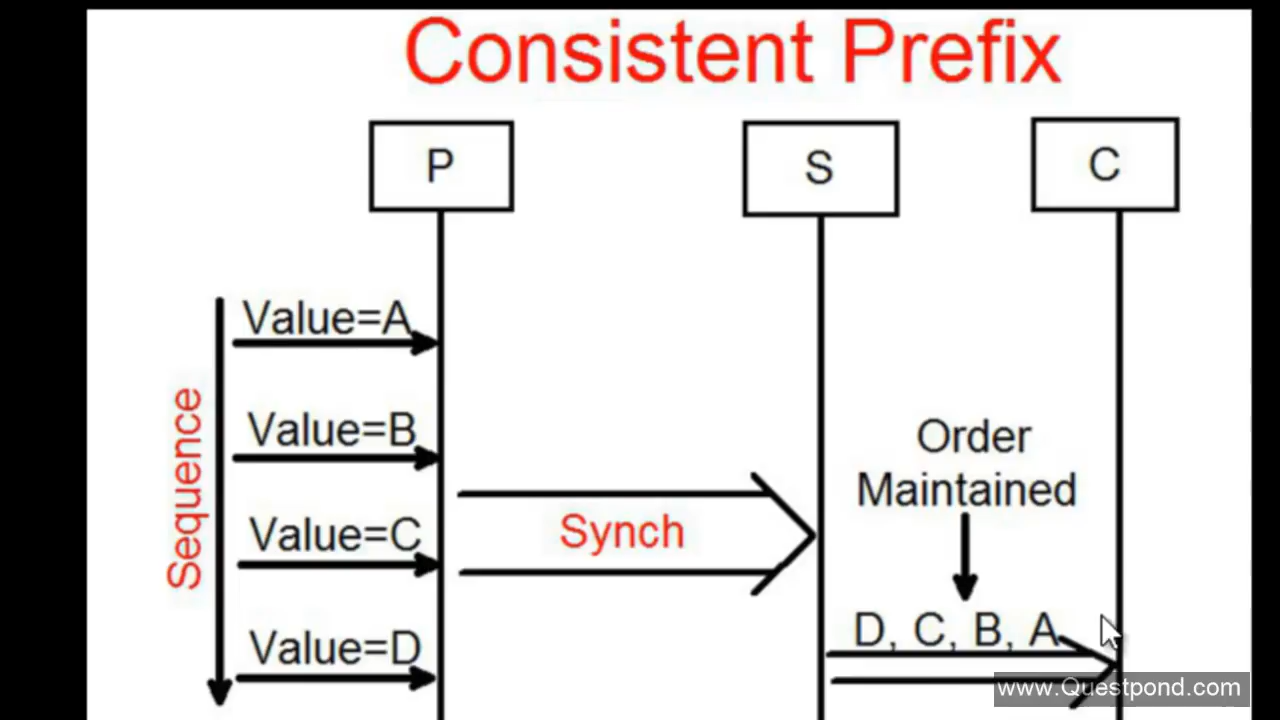 Consistent Prefix
P
S
C
Value=A
Value=B
Value=C
Value=D
Sequence
Synch
Order
Maintained
D, C, B, A
www.Questpond.com